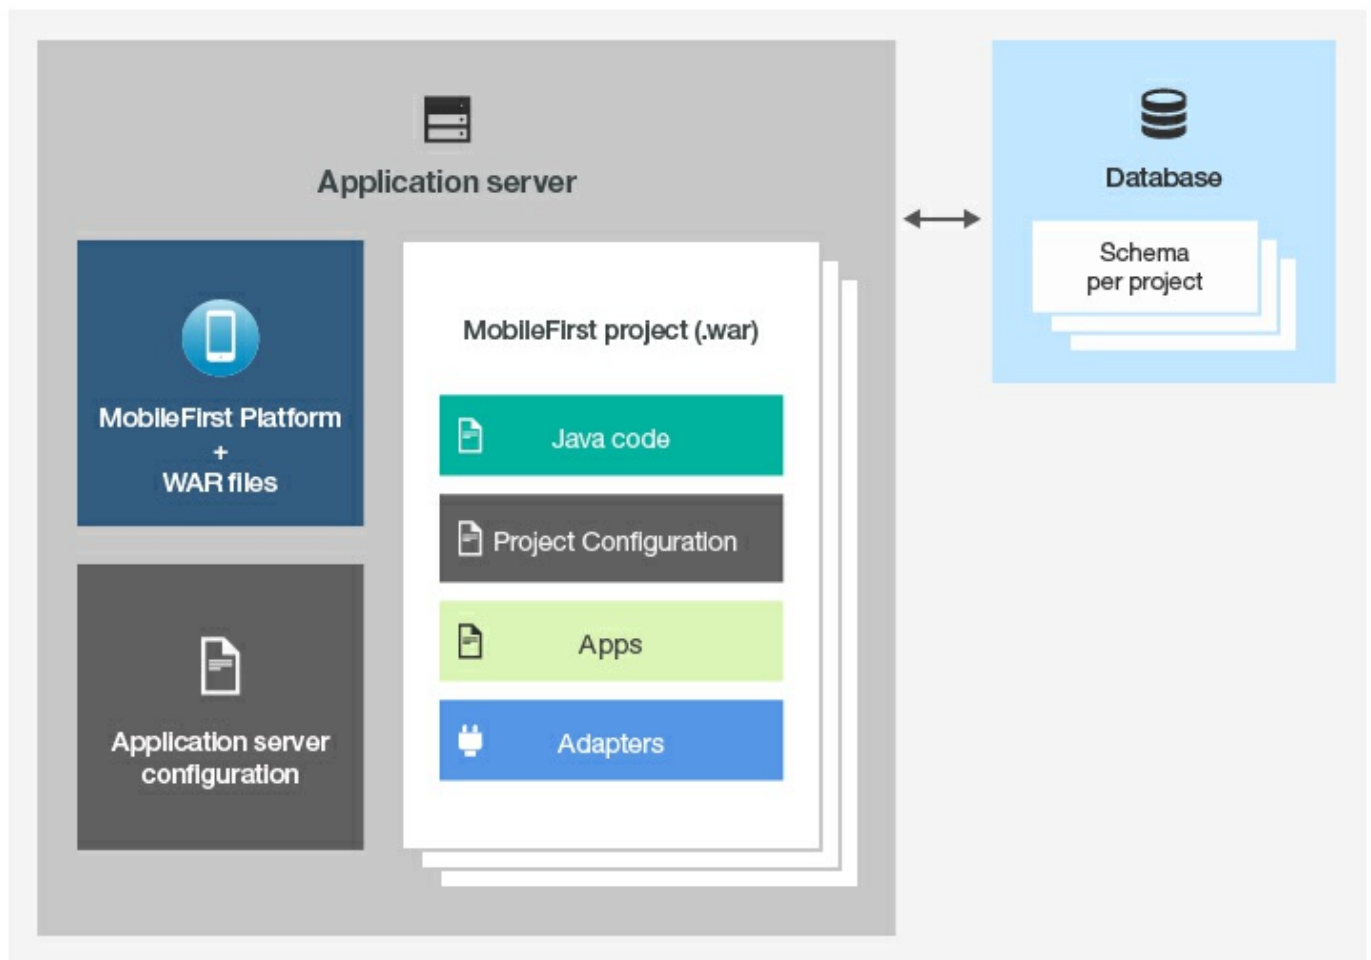 Application server
MobileFirst Platform
+
WAR files
Application server
configuration
MobileFirst project (.war)
Java code
Project Configuration
Apps
Adapters
Database
Schema
per project